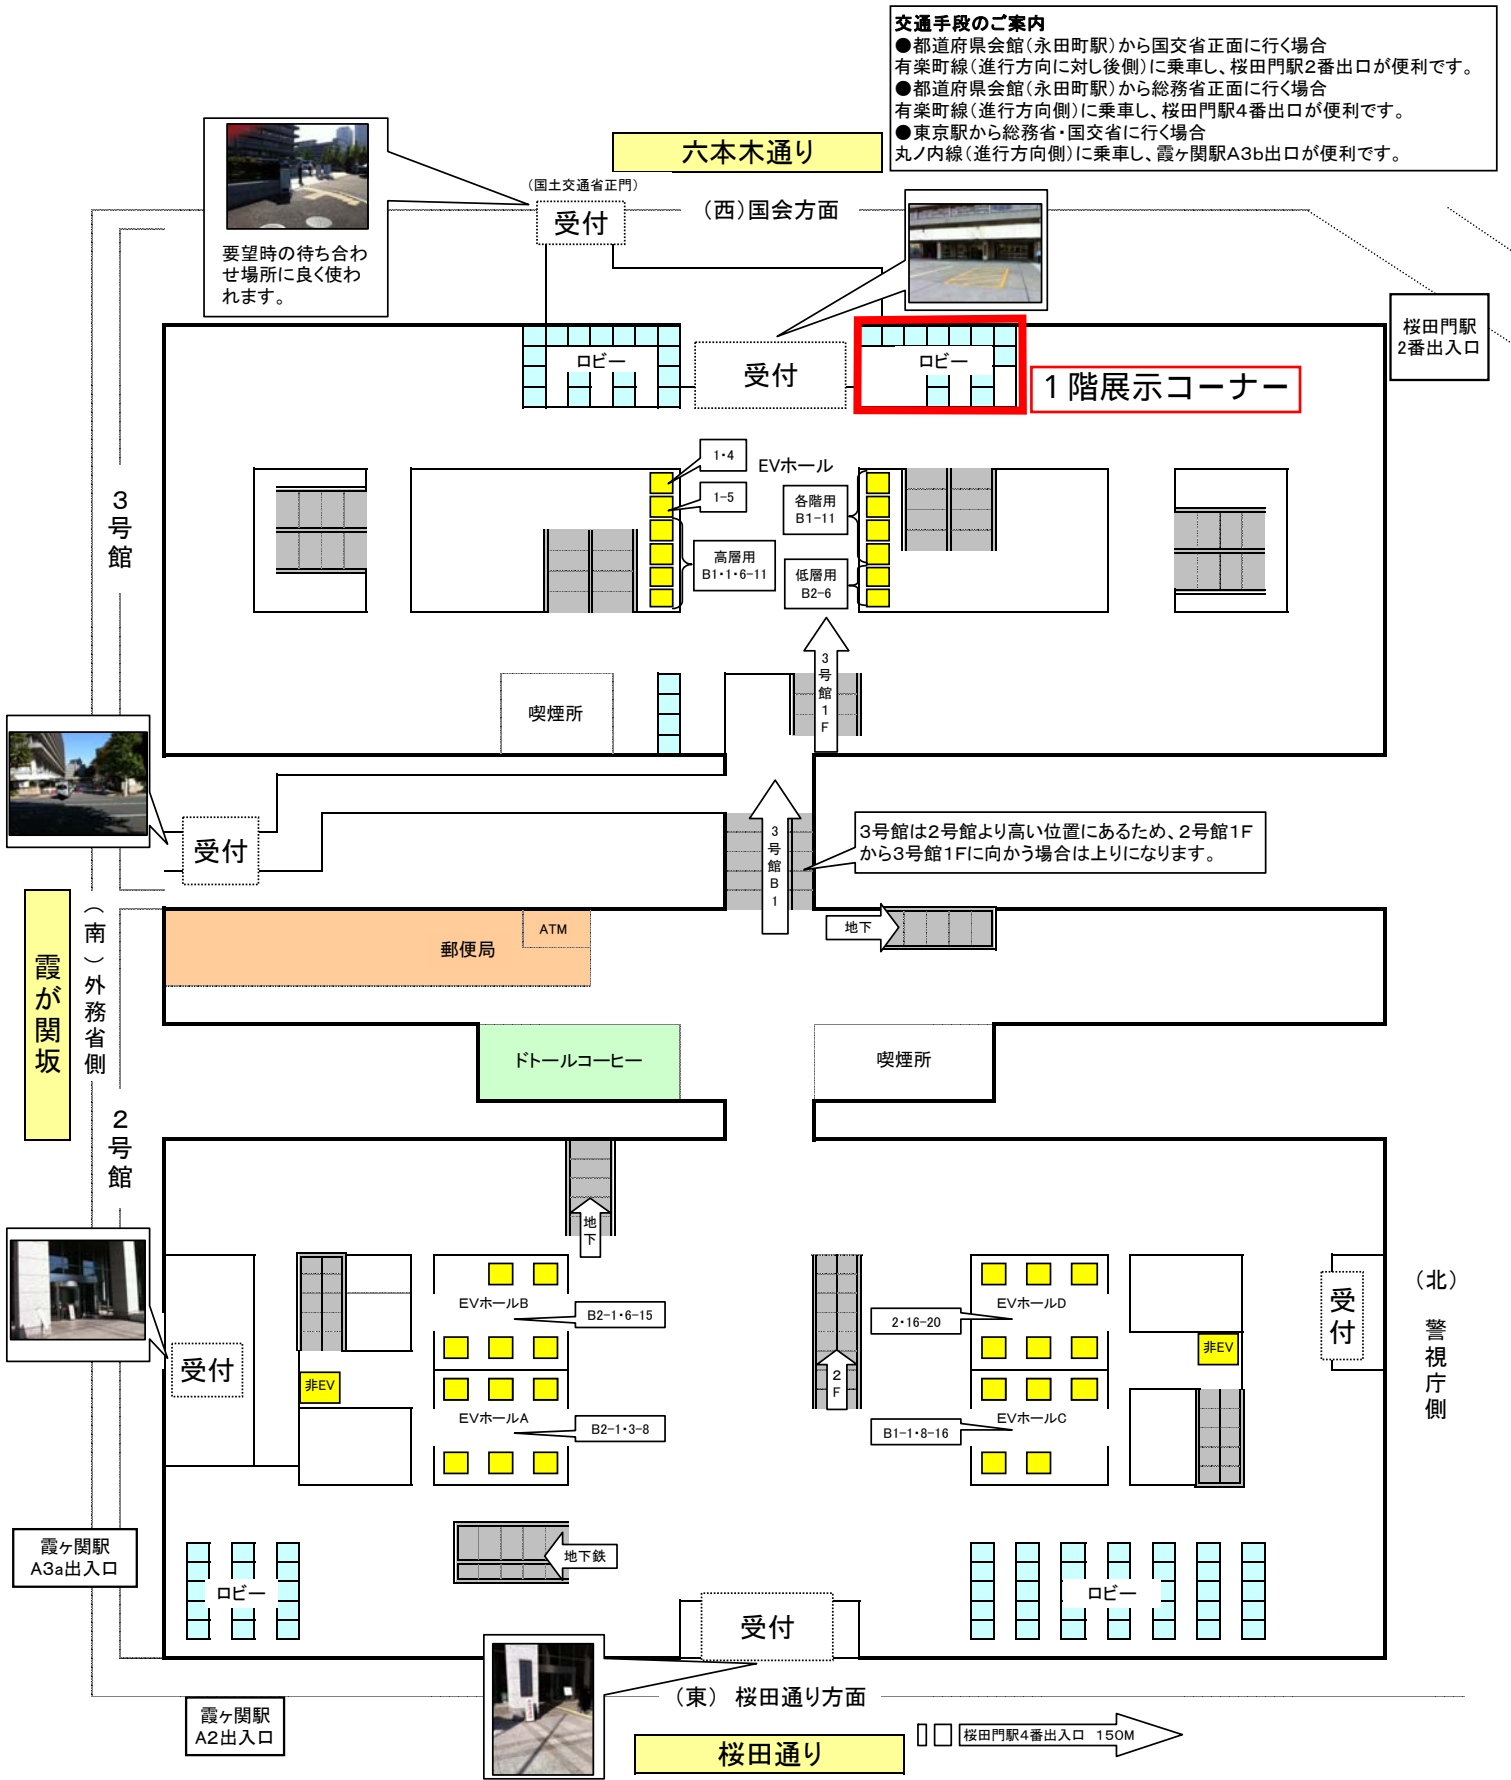 交通手段のご案内
●都道府県会館(永田町駅)から国交省正面に行く場合
有楽町線(進行方向に対し後側)に乗車し、桜田門駅2番出口が便利です。
●都道府県会館(永田町駅)から総務省正面に行く場合
有楽町線(進行方向側)に乗車し、桜田門駅4番出口が便利です。
●東京駅から総務省・国交省に行く場合
丸ノ内線(進行方向側)に乗車し、霞ヶ関駅A3b出口が便利です。
六本木通り
(国土交通省正門)
受付
(西)国会方面
要望時の待ち合わ
せ場所に良く使わ
れます。
桜田門駅
2番出入口
ロビー
受付
ロビー
1階展示コーナー
3号館
1・4
EVホール
1-5
各階用
B1-11
高層用
B1・1・6-11
低層用
B2-6
3号館1F
喫煙所
受付
3号館B1
3号館は2号館より高い位置にあるため、2号館1F
から3号館1Fに向かう場合は上りになります。
霞が関坂
(南)外務省側
郵便局
ATM
地下
ドトールコーヒー
喫煙所
2号館
地下
EVホールB
B2-1・6-15
2・16-20
EVホールD
受付
(北) 警視庁側
受付
非EV
2F
非EV
EVホールA
B2-1・3-8
B1-1・8-16
EVホールC
霞ヶ関駅
A3a出入口
地下鉄
ロビー
ロビー
受付
霞ヶ関駅
A2出入口
(東) 桜田通り方面
桜田通り
桜田門駅4番出入口 150M